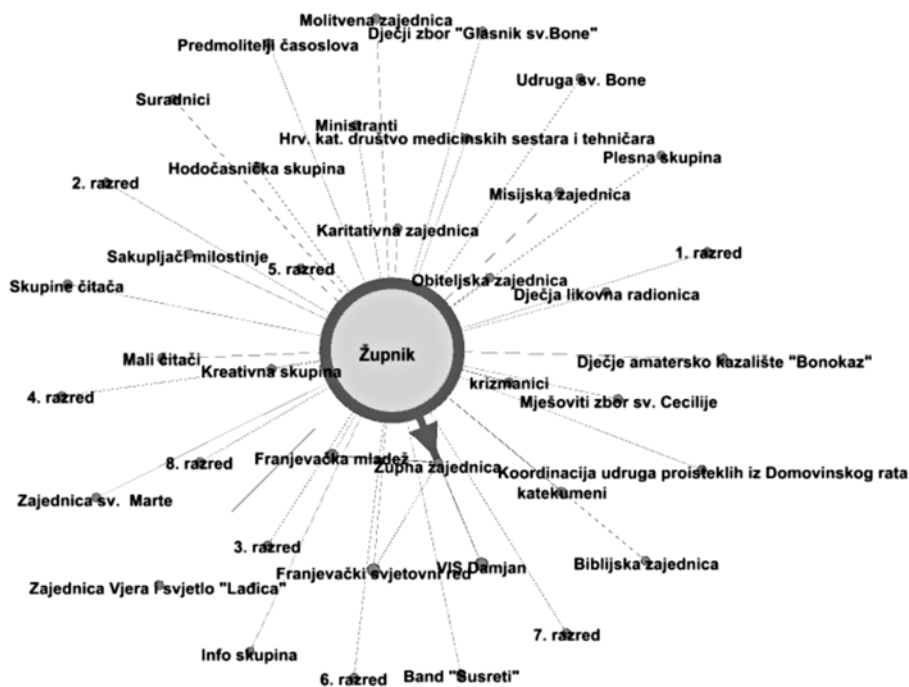 Molitvena zajednica
Dječji zbor "Glasnik sv.Bone"
Predmolitelji časoslova
Udruga sv. Bone
Suradnici
Ministranti
Hrv. kat. društvo medicinskih sestara i tehničara
Plesna skupina
Hodočasnička skupina
2. razred
Misijska zajednica
Karitativna zajednica
Sakupljači milostinje
5. razred
1. razred
Skupine čitača
Obiteljska zajednica
Dječja likovna radionica
Župnik
Mali čitači
Dječje amatersko kazalište "Bonokaz"
Kreativna skupina
krizmanici
4. razred
Mješoviti zbor sv. Cecilije
8. razred
Franjevačka mladež
Župna zajednica
Koordinacija udruga proisteklih iz Domovinskog rata
katekumeni
Zajednica sv. Marte
3. razred
Franjevački svjetovni red
VIS Damjan
Biblijska zajednica
Zajednica Vjera i svjetlo "Lađica"
7. razred
Info skupina
6. razred
Band "Susreti"